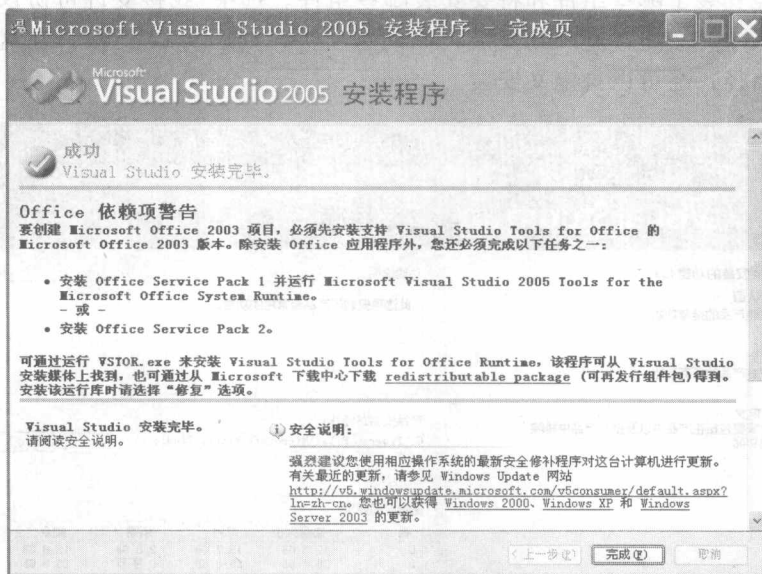 Microsoft Visual Studio 2005 安装程序 - 完成页
Microsoft
Visual Studio 2005 安装程序
成功
Visual Studio 安装完毕。
Office 依赖项警告
要创建 Microsoft Office 2003 项目，必须先安装支持 Visual Studio Tools for Office 的
Microsoft Office 2003 版本。除安装 Office 应用程序外，您还必须完成以下任务之一：
• 安装 Office Service Pack 1 并运行 Microsoft Visual Studio 2005 Tools for the
Microsoft Office System Runtime。
- 或 -
• 安装 Office Service Pack 2。
可通过运行 VSTOR.exe 来安装 Visual Studio Tools for Office Runtime，该程序可从 Visual Studio
安装媒体上找到，也可通过从 Microsoft 下载中心下载 redistributable package (可再发行组件包)得到。
安装该运行库时请选择“修复”选项。
Visual Studio 安装完毕。
请阅读安全说明。
安全说明：
强烈建议您使用相应操作系统的最新安全修补程序对这台计算机进行更新。
有关最近的更新，请参见 Windows Update 网站
http://v5.windowsupdate.microsoft.com/v5consumer/default.aspx?
ln=zh-cn。您也可以获得 Windows 2000、Windows XP 和 Windows
Server 2003 的更新。
< 上一步(P) 完成(F) 取消